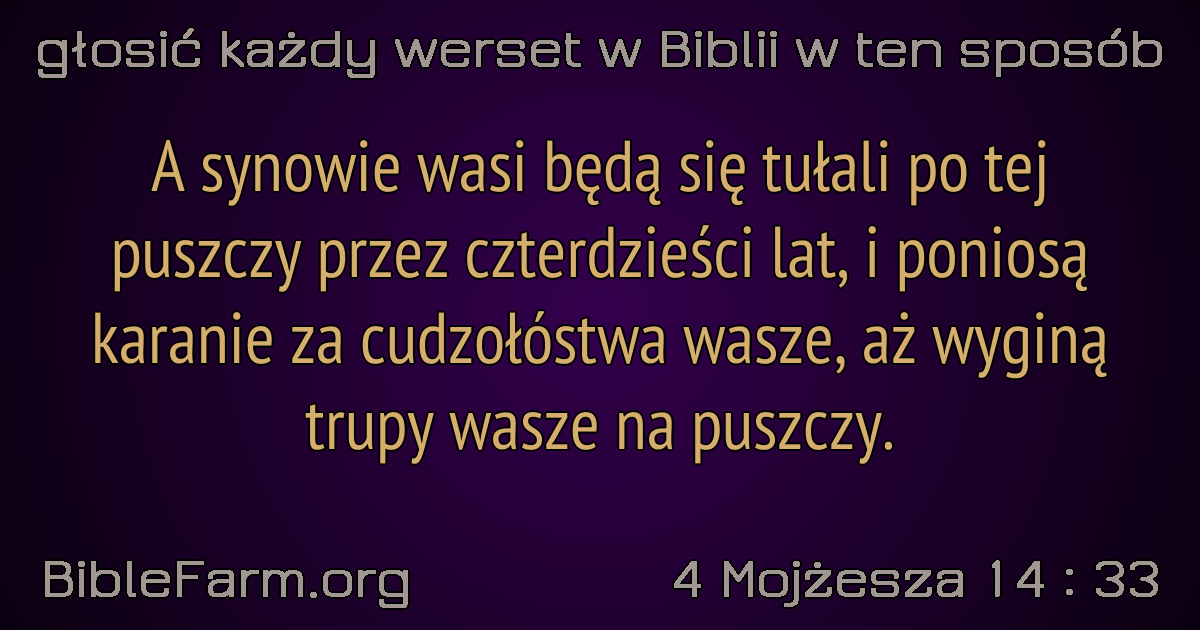 głosić każdy werset w Biblii w ten sposób
A synowie wasi będą się tułali po tej
puszczy przez czterdzieści lat, i poniosą
karanie za cudzołóstwa wasze, aż wyginą
trupy wasze na puszczy.
BibleFarm.org
4 Mojżesza 14 : 33